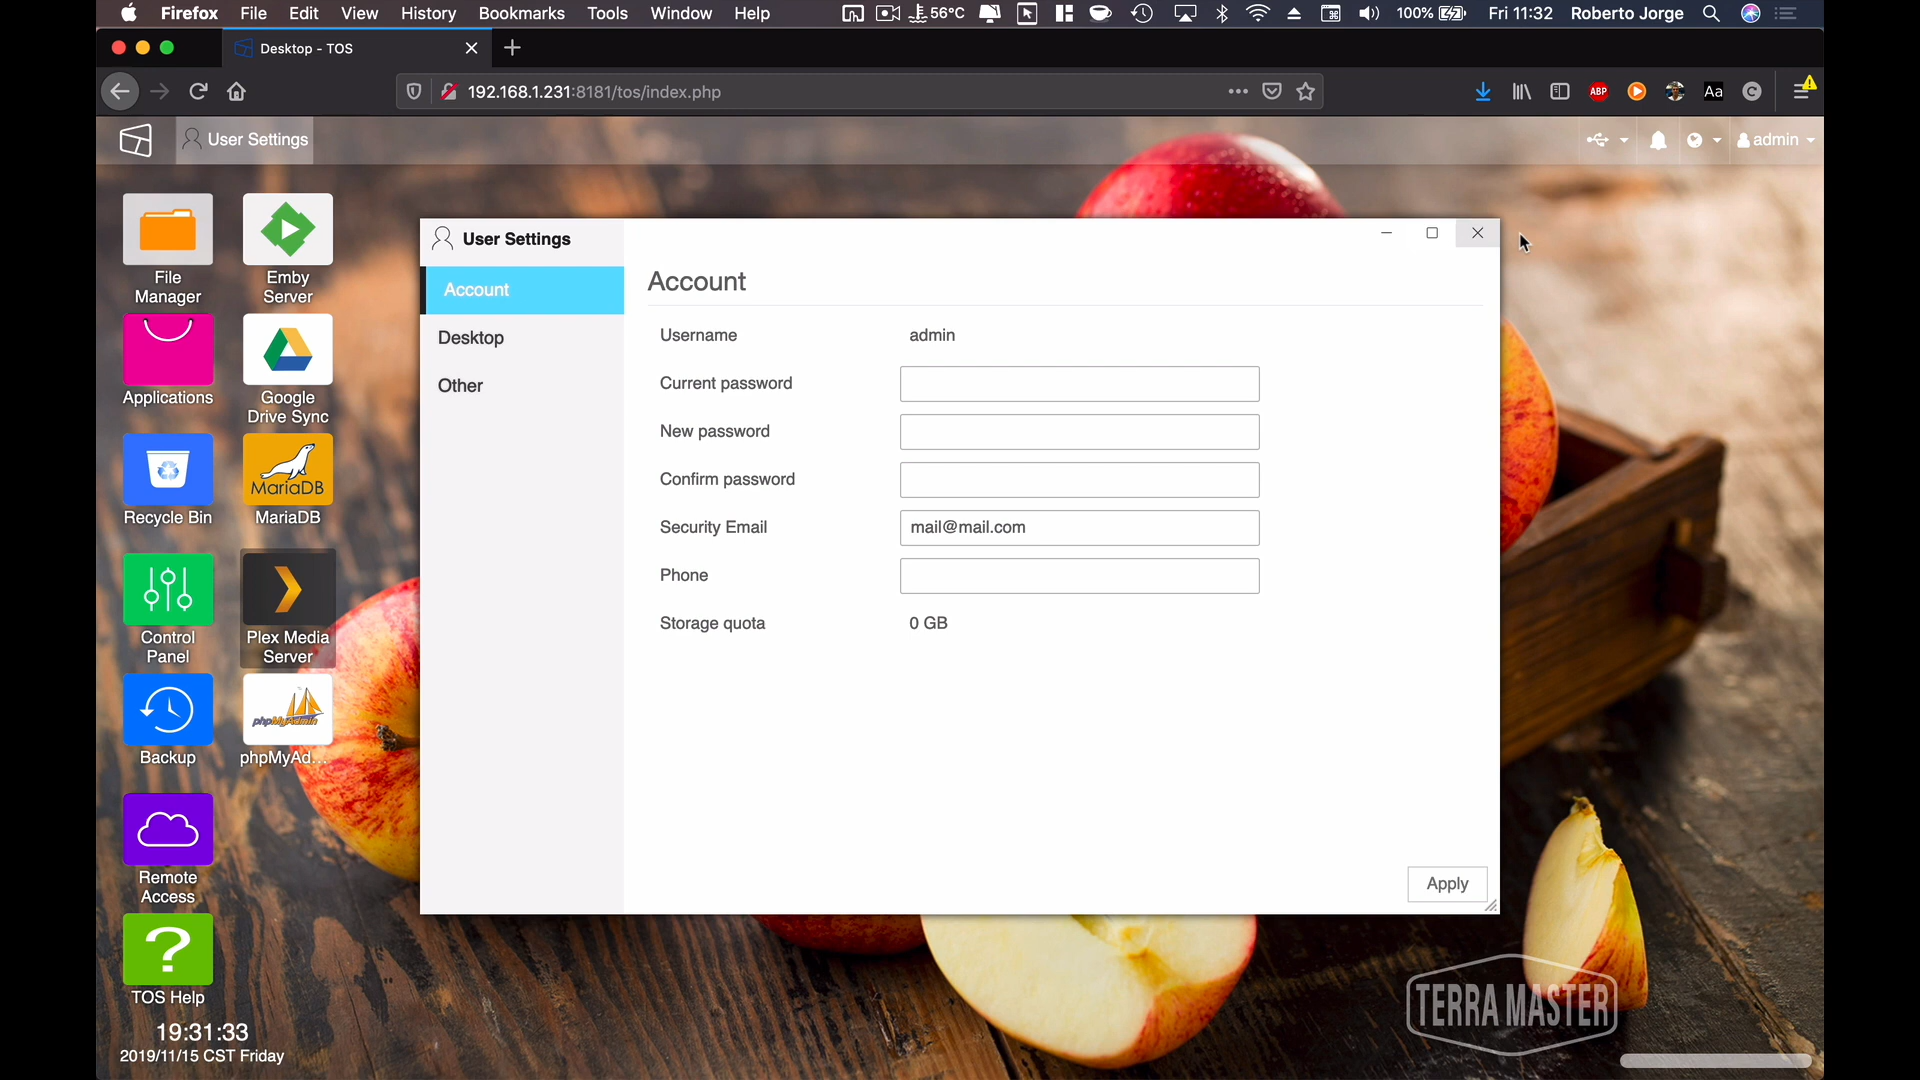 Firefox File Edit View History Bookmarks Tools Window Help 56°C 100% Fri 11:32 Roberto Jorge
Desktop - TOS
192.168.1.231:8181/tos/index.php
ABP
Aa
User Settings
admin
File
Manager
Emby
Server
Applications
Google
Drive Sync
Recycle Bin
MariaDB
MariaDB
Control
Panel
Plex Media
Server
Backup
phpMyAdmin
phpMyAd...
Remote
Access
TOS Help
19:31:33
2019/11/15 CST Friday
User Settings
Account
Desktop
Other
Account
Username admin
Current password
New password
Confirm password
Security Email mail@mail.com
Phone
Storage quota 0 GB
Apply
TERRA MASTER